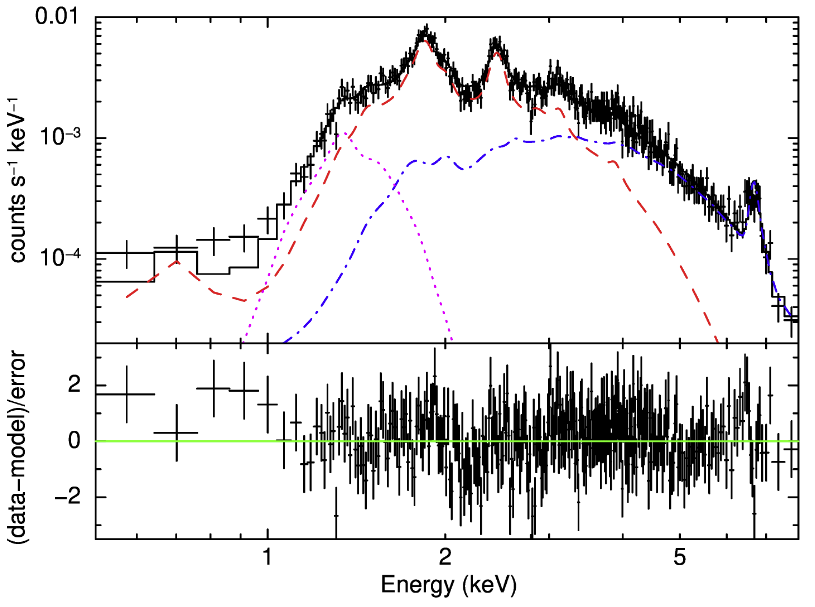 0.01
10⁻³
10⁻⁴
counts s⁻¹ keV⁻¹
2
0
−2
(data−model)/error
1 2 5
Energy (keV)